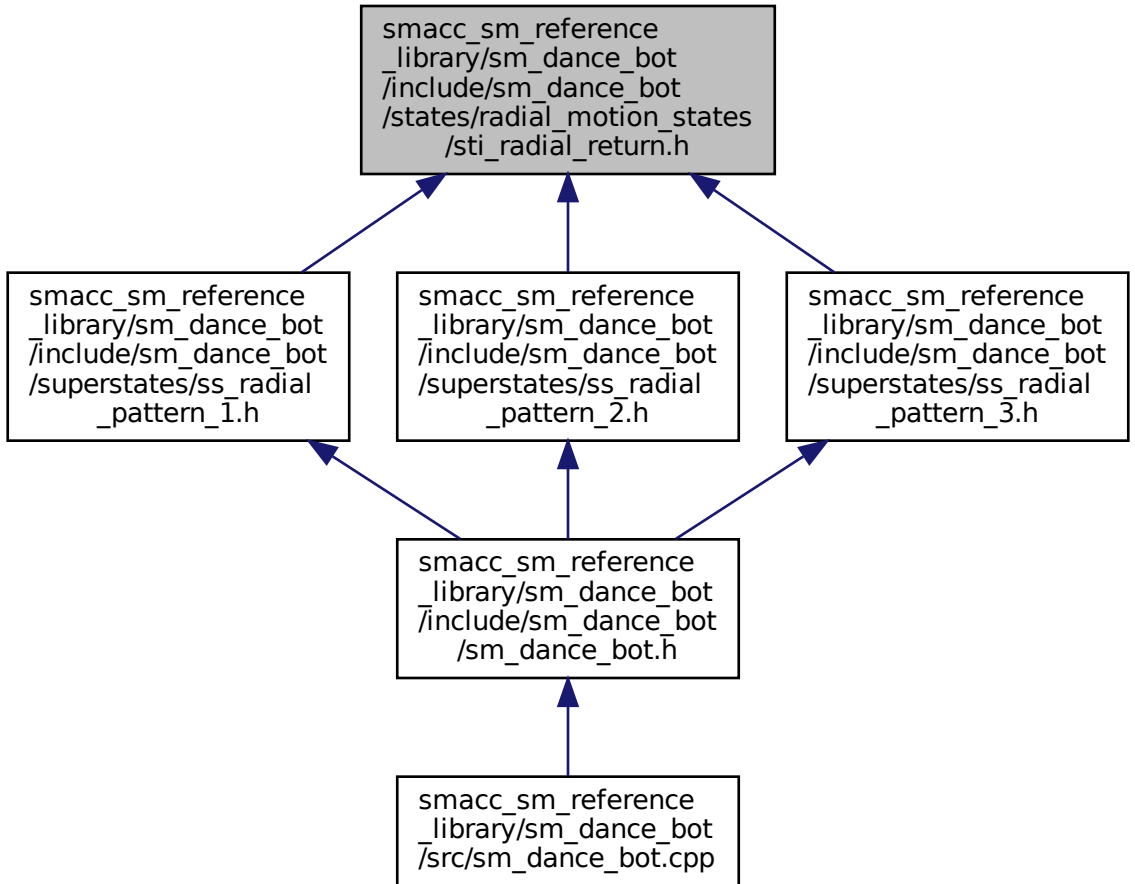 smacc_sm_reference
_library/sm_dance_bot
/include/sm_dance_bot
/states/radial_motion_states
/sti_radial_return.h
smacc_sm_reference
_library/sm_dance_bot
/include/sm_dance_bot
/superstates/ss_radial
_pattern_1.h
smacc_sm_reference
_library/sm_dance_bot
/include/sm_dance_bot
/superstates/ss_radial
_pattern_2.h
smacc_sm_reference
_library/sm_dance_bot
/include/sm_dance_bot
/superstates/ss_radial
_pattern_3.h
smacc_sm_reference
_library/sm_dance_bot
/include/sm_dance_bot
/sm_dance_bot.h
smacc_sm_reference
_library/sm_dance_bot
/src/sm_dance_bot.cpp